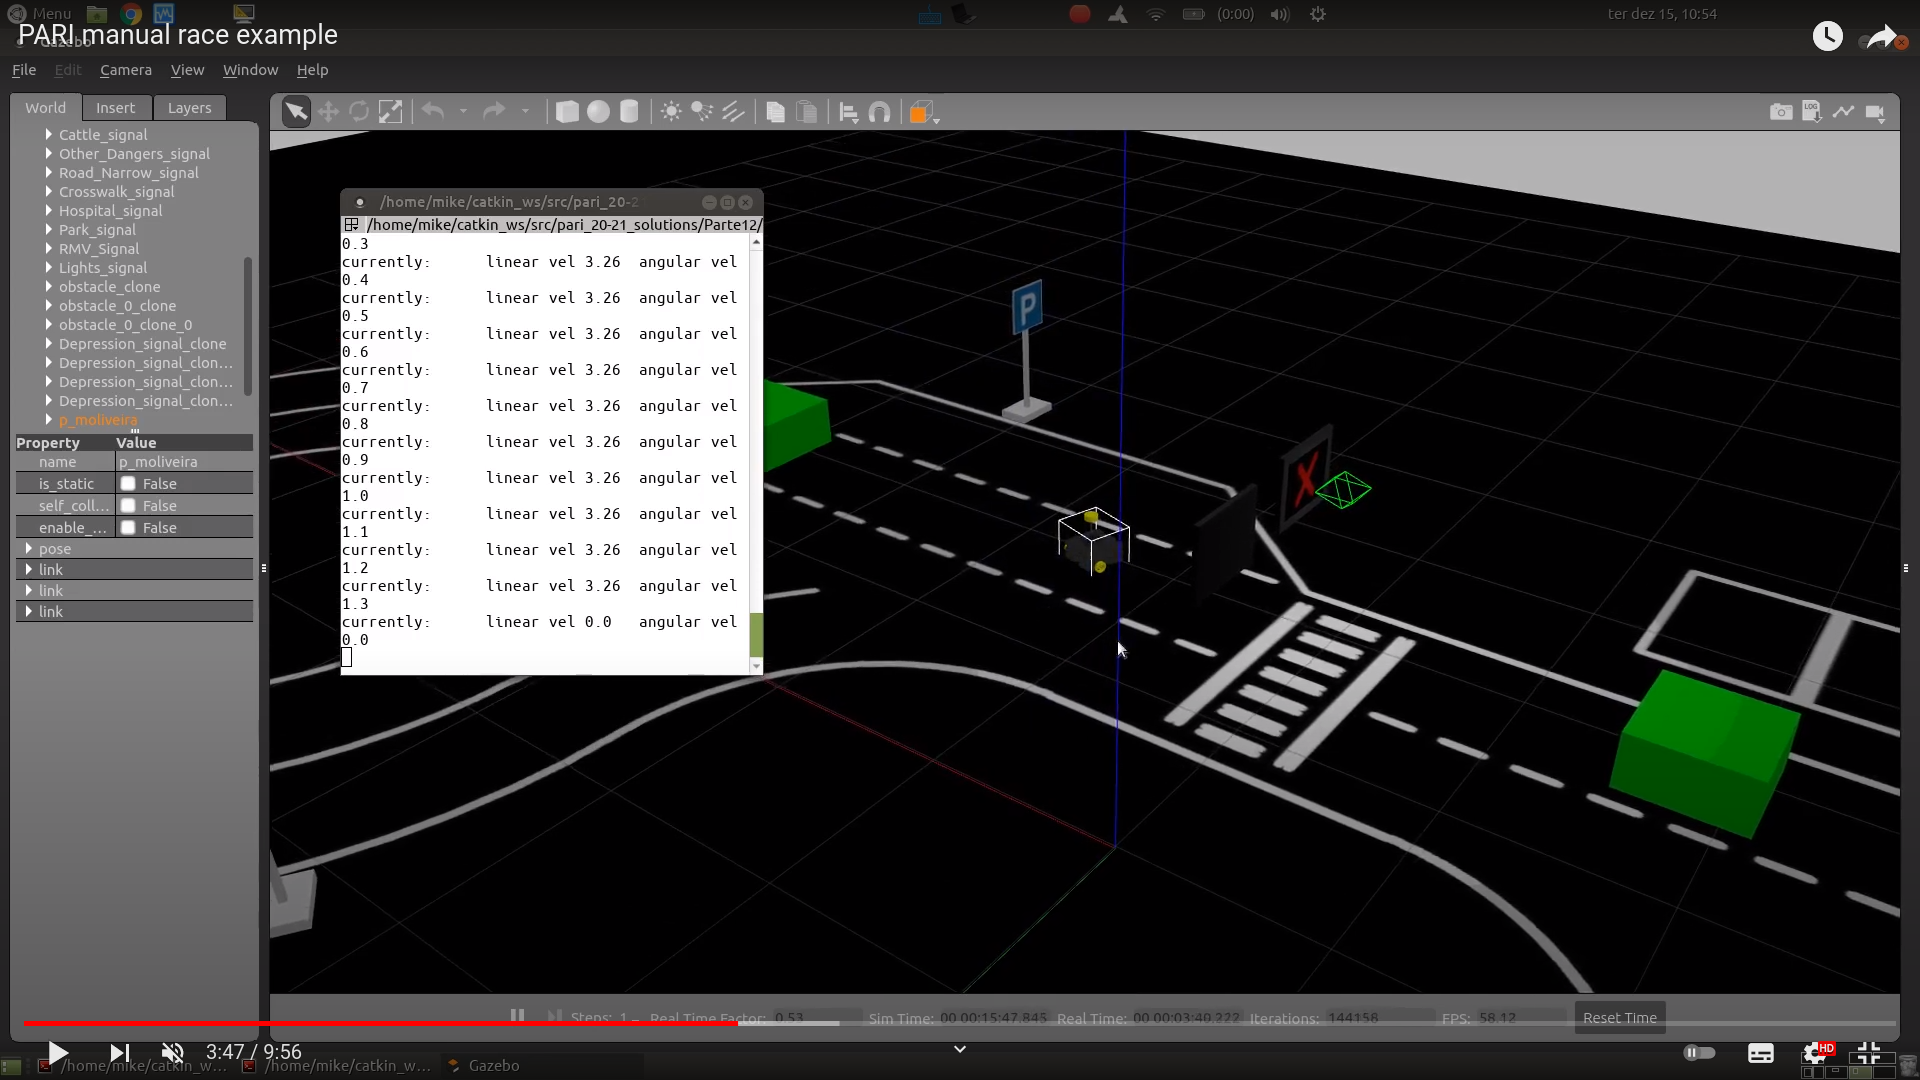 Menu
(0:00)
ter dez 15, 10:54
PARI manual race example
File Edit Camera View Window Help
World Insert Layers
Cattle_signal
Other_Dangers_signal
Road_Narrow_signal
Crosswalk_signal
Hospital_signal
Park_signal
RMV_Signal
Lights_signal
obstacle_clone
obstacle_0_clone
obstacle_0_clone_0
Depression_signal_clone
Depression_signal_clon...
Depression_signal_clon...
Depression_signal_clon...
p_moliveira
Property Value
name p_moliveira
is_static False
self_coll... False
enable_... False
pose
link
link
link
/home/mike/catkin_ws/src/pari_20-2
/home/mike/catkin_ws/src/pari_20-21_solutions/Parte12/
0.3
currently: linear vel 3.26 angular vel
0.4
currently: linear vel 3.26 angular vel
0.5
currently: linear vel 3.26 angular vel
0.6
currently: linear vel 3.26 angular vel
0.7
currently: linear vel 3.26 angular vel
0.8
currently: linear vel 3.26 angular vel
0.9
currently: linear vel 3.26 angular vel
1.0
currently: linear vel 3.26 angular vel
1.1
currently: linear vel 3.26 angular vel
1.2
currently: linear vel 3.26 angular vel
1.3
currently: linear vel 0.0 angular vel
0.0
LOG
P
X
Steps: 1 Real Time Factor: 0.53 Sim Time: 00 00:15:47.845 Real Time: 00 00:03:40.222 Iterations: 144158 FPS: 58.12 Reset Time
3:47 / 9:56
HD
/home/mike/catkin_w... /home/mike/catkin_w... Gazebo